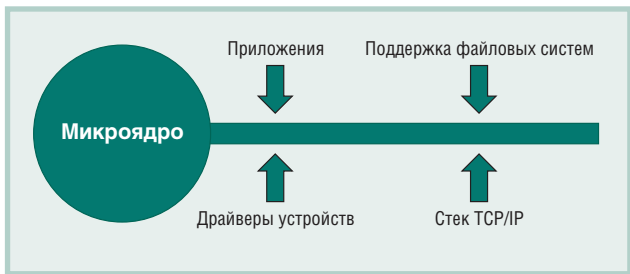 Приложения
Поддержка файловых систем
Микроядро
Драйверы устройств
Стек TCP/IP